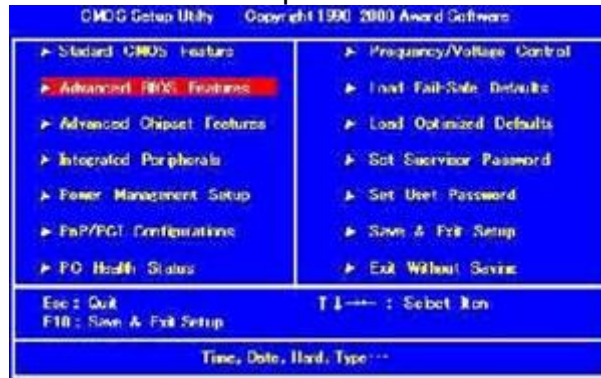 CMOS Setup Utility Copyright 1990 2000 Award Software
▶ Stadard CMOS Feature
▶ Advanced BIOS Features
▶ Advanced Chipset Features
▶ Integrated Peripherals
▶ Power Management Setup
▶ PnP/PCI Configurations
▶ PC Health Status
▶ Frequency/Voltage Control
▶ Load Fail-Safe Defaults
▶ Load Optimized Defaults
▶ Set Supervisor Password
▶ Set User Password
▶ Save & Exit Setup
▶ Exit Without Saving
Esc : Quit
F10 : Save & Exit Setup
↑↓→← : Select Item
Time, Date, Hard, Type···